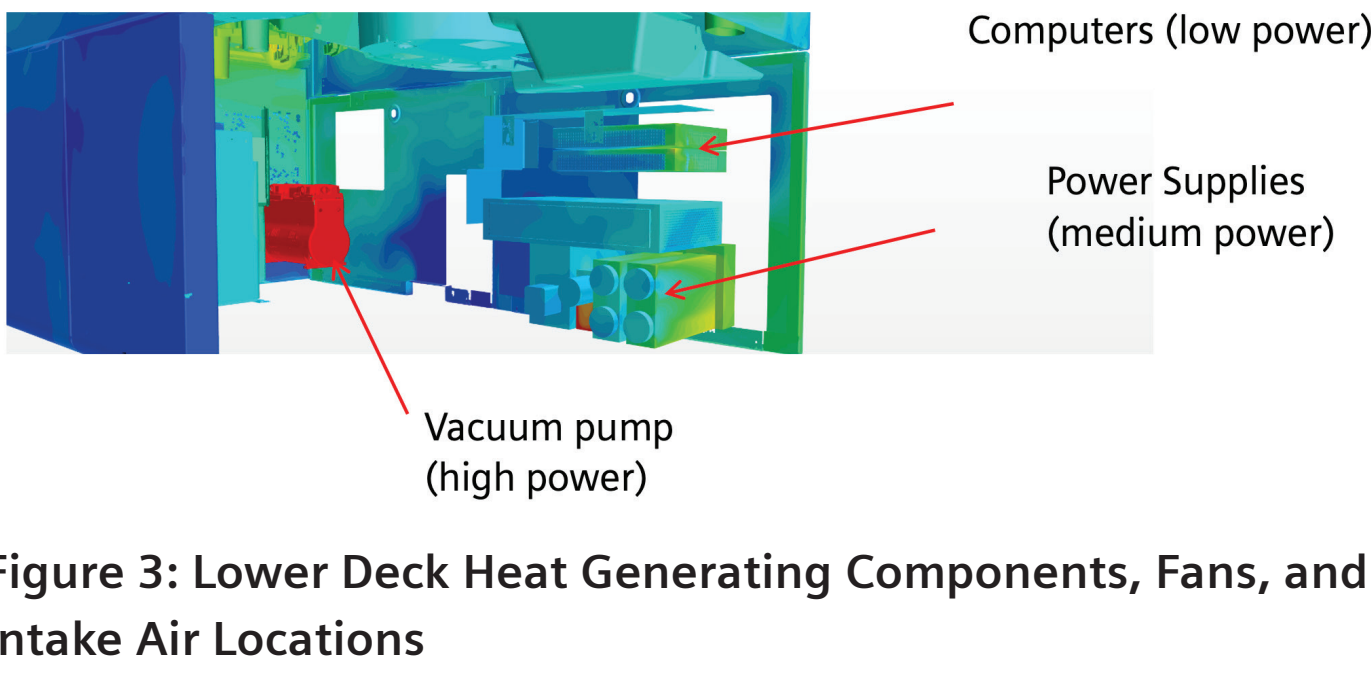 Computers (low power)
Power Supplies
(medium power)
Vacuum pump
(high power)
Figure 3: Lower Deck Heat Generating Components, Fans, and
ntake Air Locations